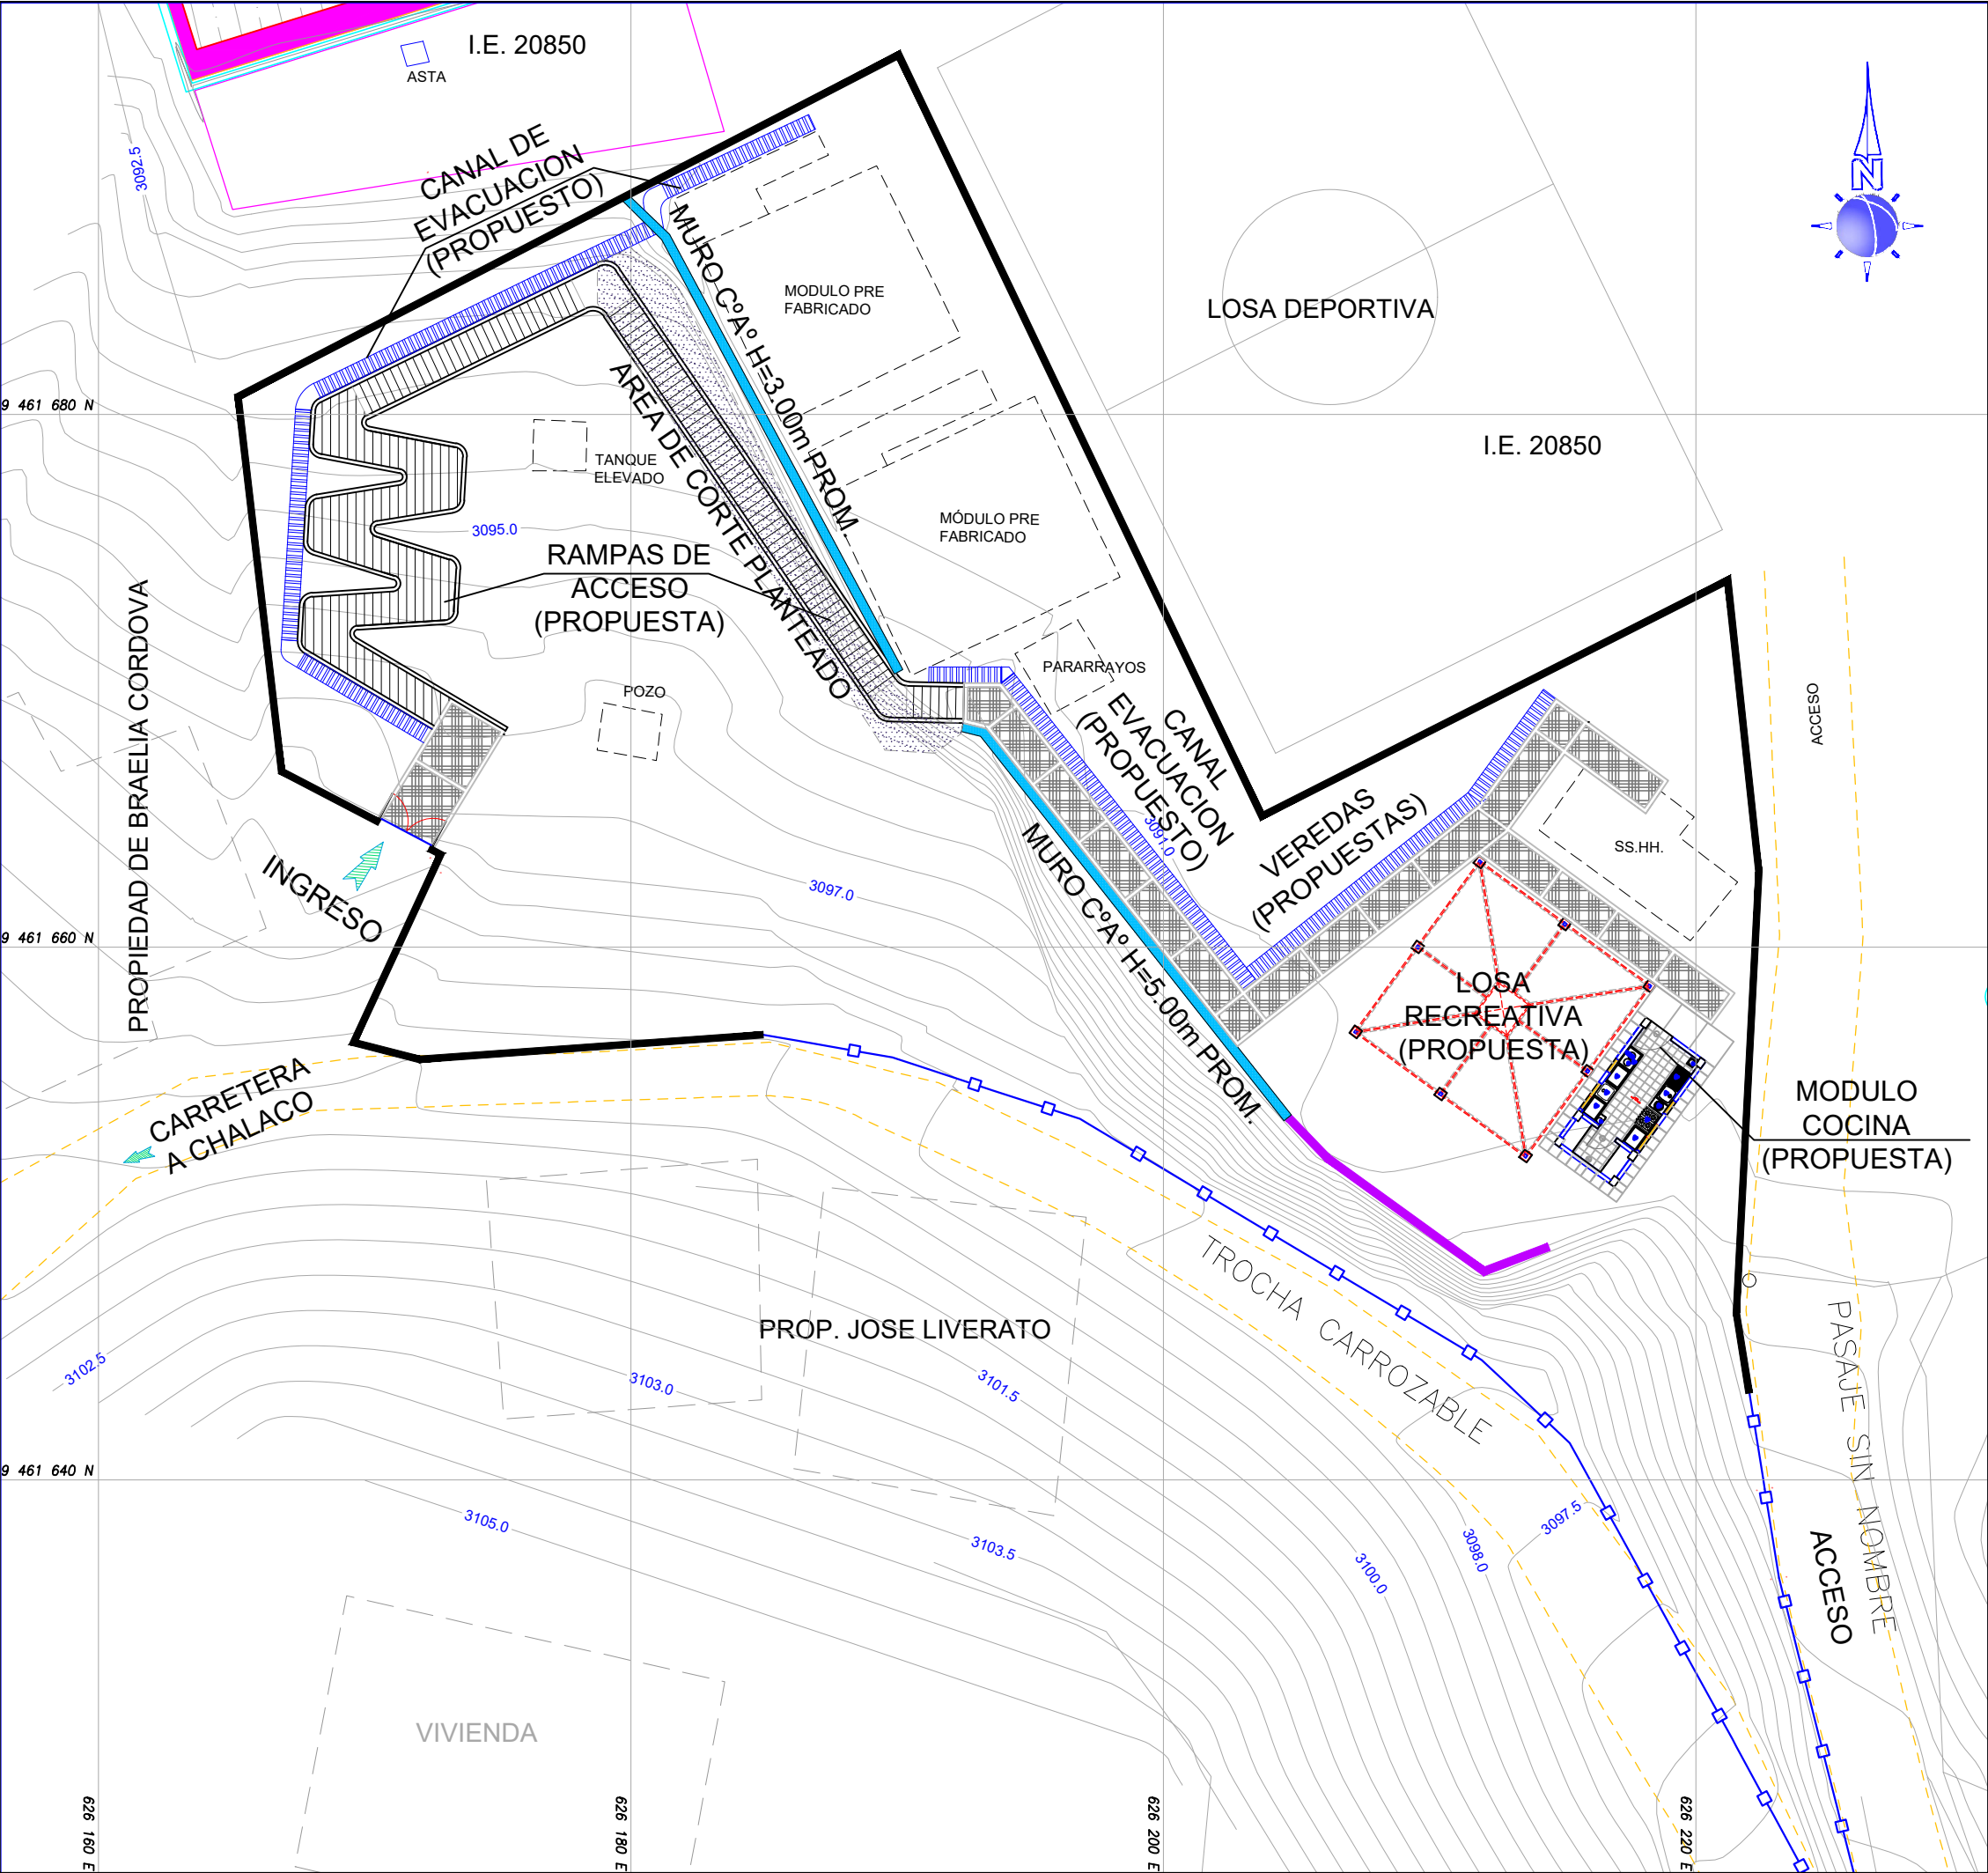 I.E. 20850
ASTA
3092.5
CANAL DE
EVACUACION
(PROPUESTO)
N
MURO CºAº H=3.00m PROM.
MODULO PRE
FABRICADO
LOSA DEPORTIVA
9 461 680 N
I.E. 20850
TANQUE
ELEVADO
AREA DE CORTE PLANTEADO
3095.0
MÓDULO PRE
FABRICADO
RAMPAS DE
ACCESO
(PROPUESTA)
PROPIEDAD DE BRAELIA CORDOVA
POZO
PARARRAYOS
ACCESO
CANAL
EVACUACION
(PROPUESTO)
3091.0
VEREDAS
(PROPUESTAS)
SS.HH.
INGRESO
3097.0
MURO CºAº H=5.00m PROM.
9 461 660 N
LOSA
RECREATIVA
(PROPUESTA)
CARRETERA
A CHALACO
MODULO
COCINA
(PROPUESTA)
TROCHA CARROZABLE
PROP. JOSE LIVERATO
PASAJE SIN NOMBRE
3102.5
3103.0
3101.5
9 461 640 N
3105.0
3103.5
3100.0
3098.0
3097.5
ACCESO
VIVIENDA
626 160 E
626 180 E
626 200 E
626 220 E